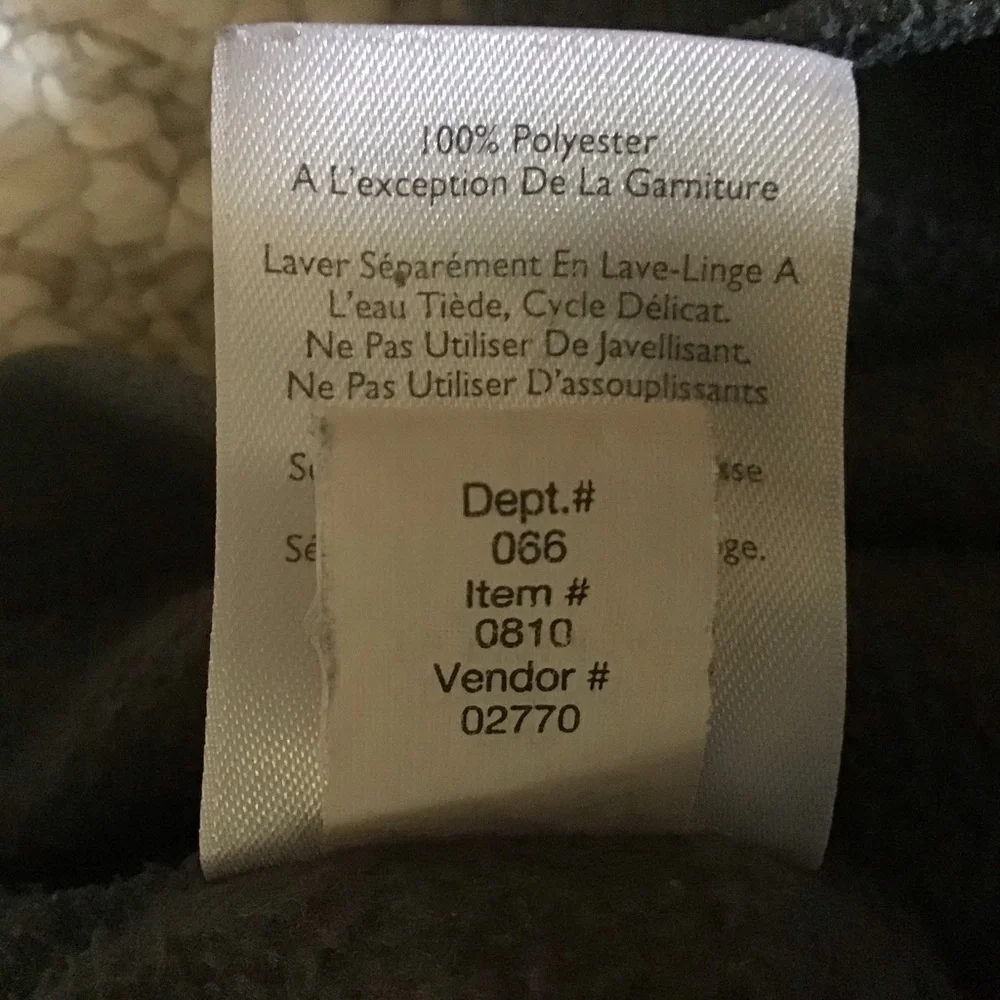 100% Polyester
A L'exception De La Garniture
Laver Séparément En Lave-Linge A
L'eau Tiède, Cycle Délicat.
Ne Pas Utiliser De Javellisant.
Ne Pas Utiliser D'assouplissants
Dept.#
066
Item #
0810
Vendor #
02770